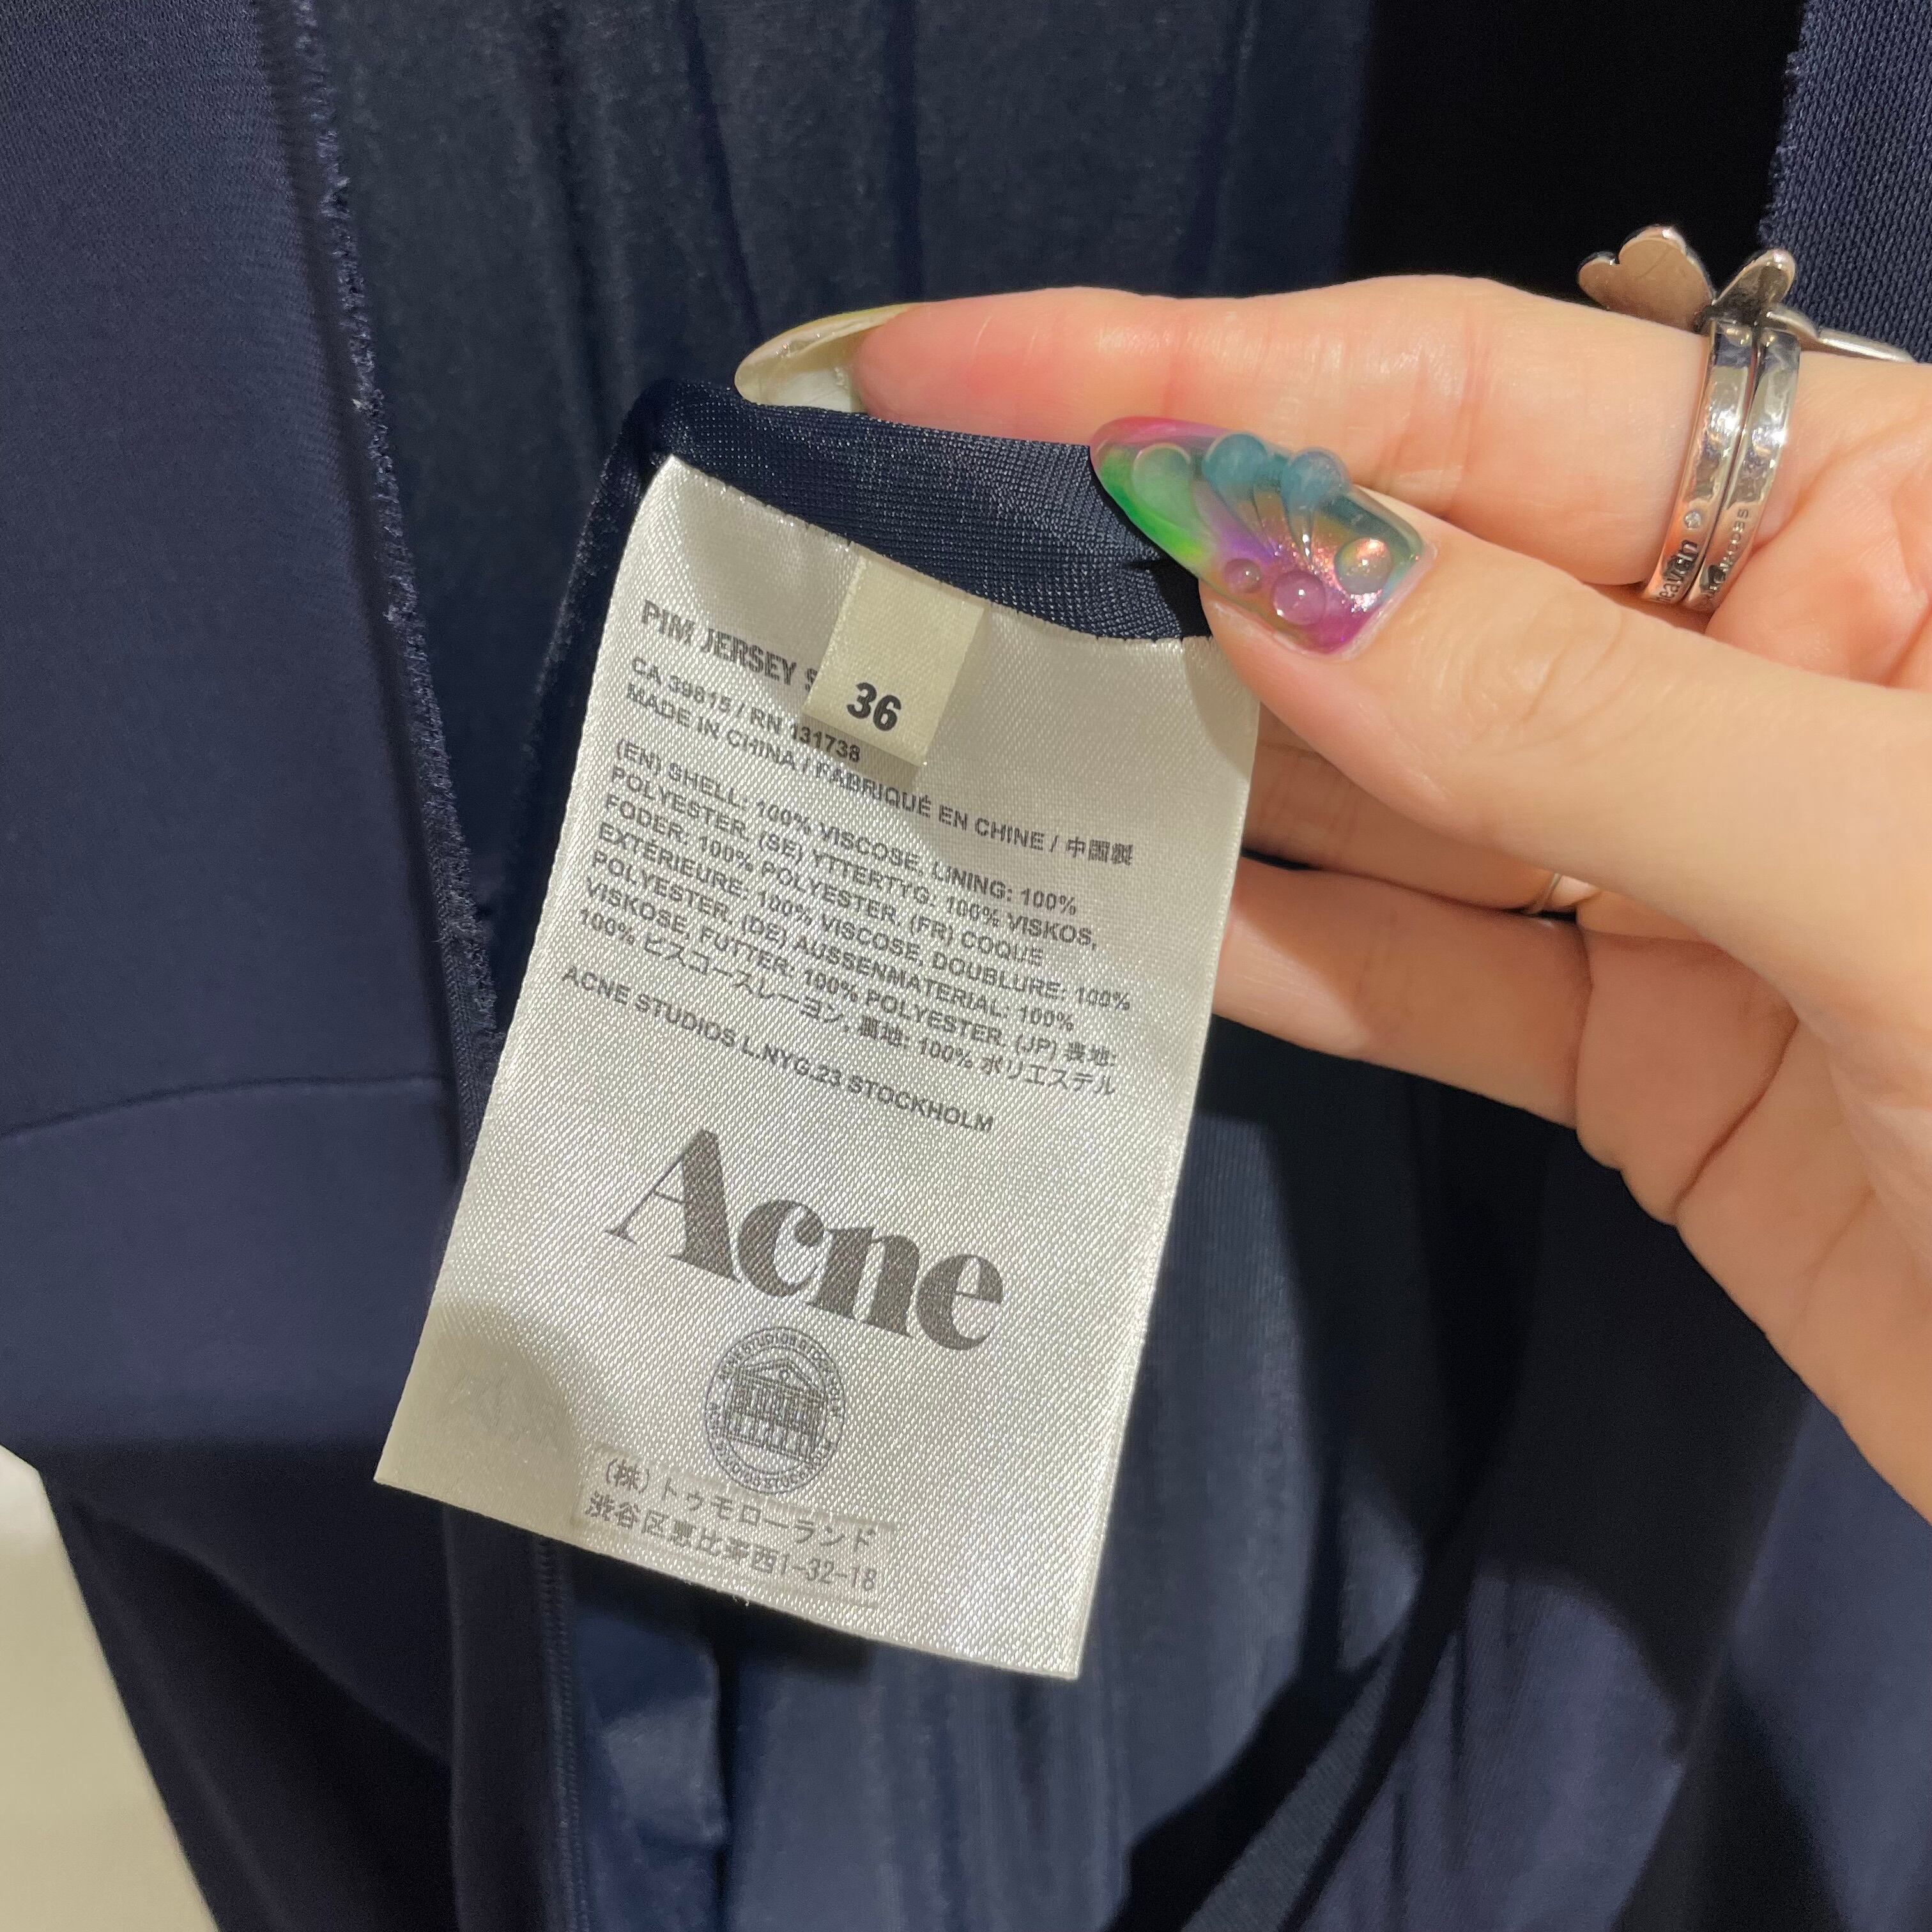 PIM JERSEY S
36
CA 39815 / RN 131738
MADE IN CHINA / FABRIQUÉ EN CHINE / 中国製
(EN) SHELL: 100% VISCOSE, LINING: 100%
POLYESTER. (SE) YTTERTYG: 100% VISKOS,
FODER: 100% POLYESTER. (FR) COQUE
EXTÉRIEURE: 100% VISCOSE, DOUBLURE: 100%
POLYESTER. (DE) AUSSENMATERIAL: 100%
VISKOSE, FUTTER: 100% POLYESTER. (JP) 表地:
100% ビスコースレーヨン, 裏地: 100% ポリエステル
ACNE STUDIOS L.NYG.23 STOCKHOLM
Acne
(株)トゥモローランド
渋谷区恵比寿西1-32-18